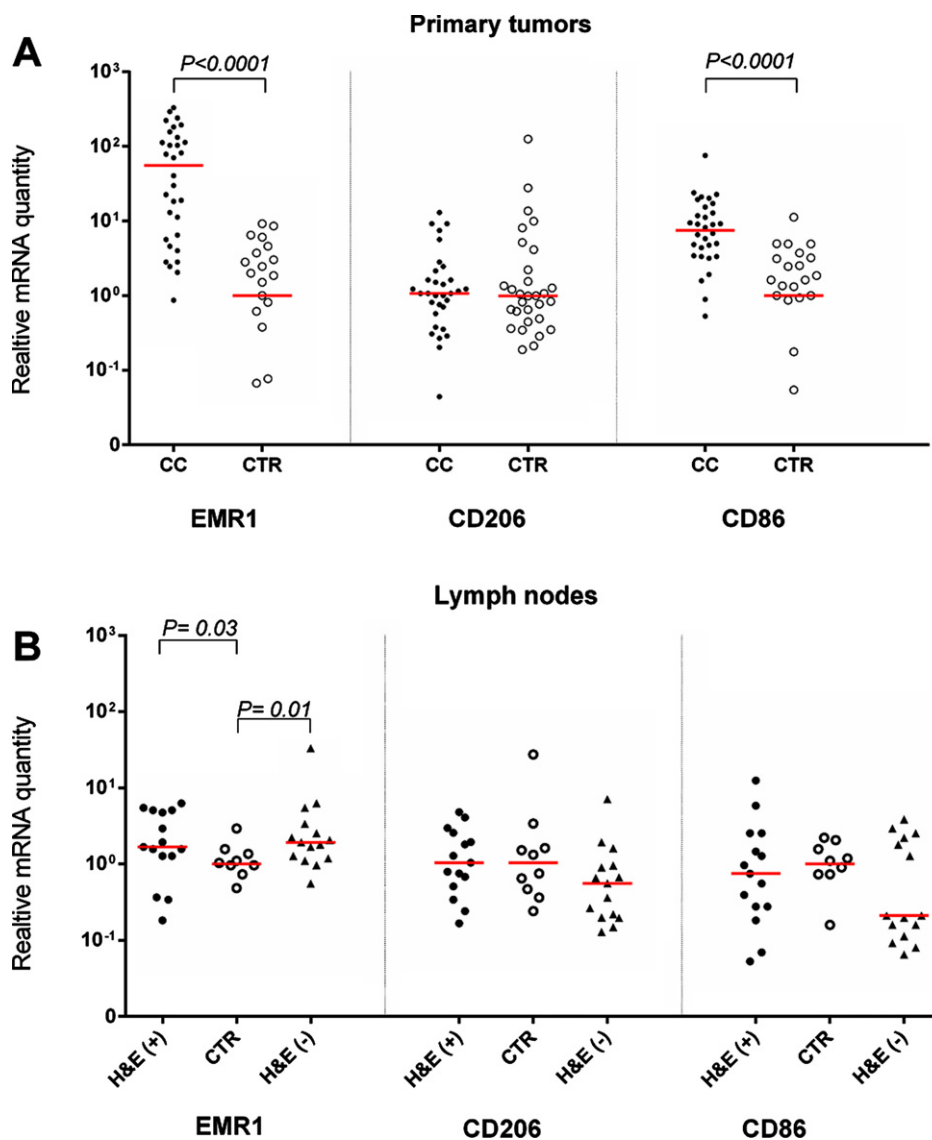 Primary tumors
A
P<0.0001
P<0.0001
Realtive mRNA quantity
10³
10²
10¹
10⁰
10⁻¹
0
CC CTR CC CTR CC CTR
EMR1 CD206 CD86
Lymph nodes
B
P= 0.03
P= 0.01
Realtive mRNA quantity
10³
10²
10¹
10⁰
10⁻¹
0
H&E (+) CTR H&E (-) H&E (+) CTR H&E (-) H&E (+) CTR H&E (-)
EMR1 CD206 CD86